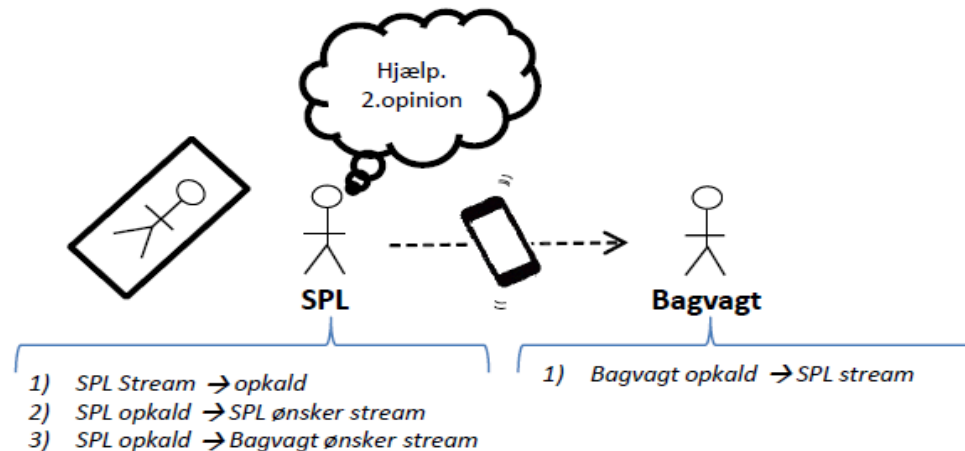 Hjælp.
2.opinion
SPL
Bagvagt
1) SPL Stream → opkald
2) SPL opkald → SPL ønsker stream
3) SPL opkald → Bagvagt ønsker stream
1) Bagvagt opkald → SPL stream